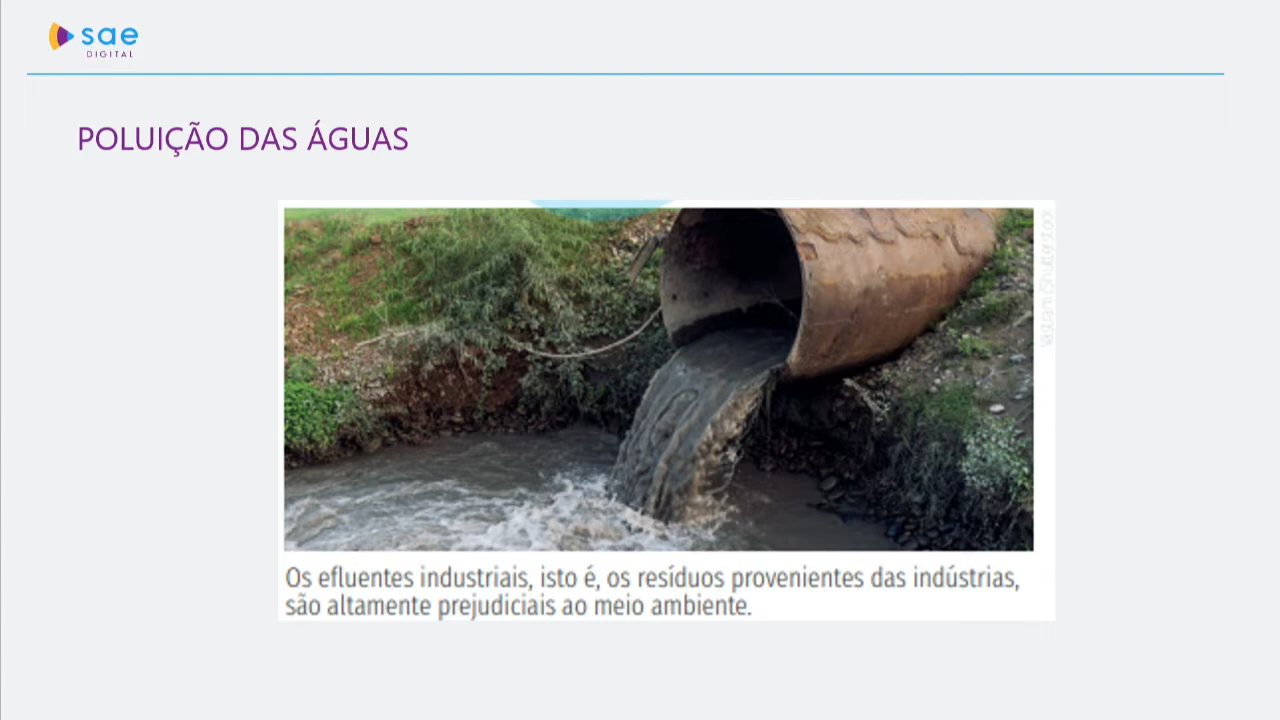 sae
DIGITAL
POLUIÇÃO DAS ÁGUAS
Os efluentes industriais, isto é, os resíduos provenientes das indústrias,
são altamente prejudiciais ao meio ambiente.